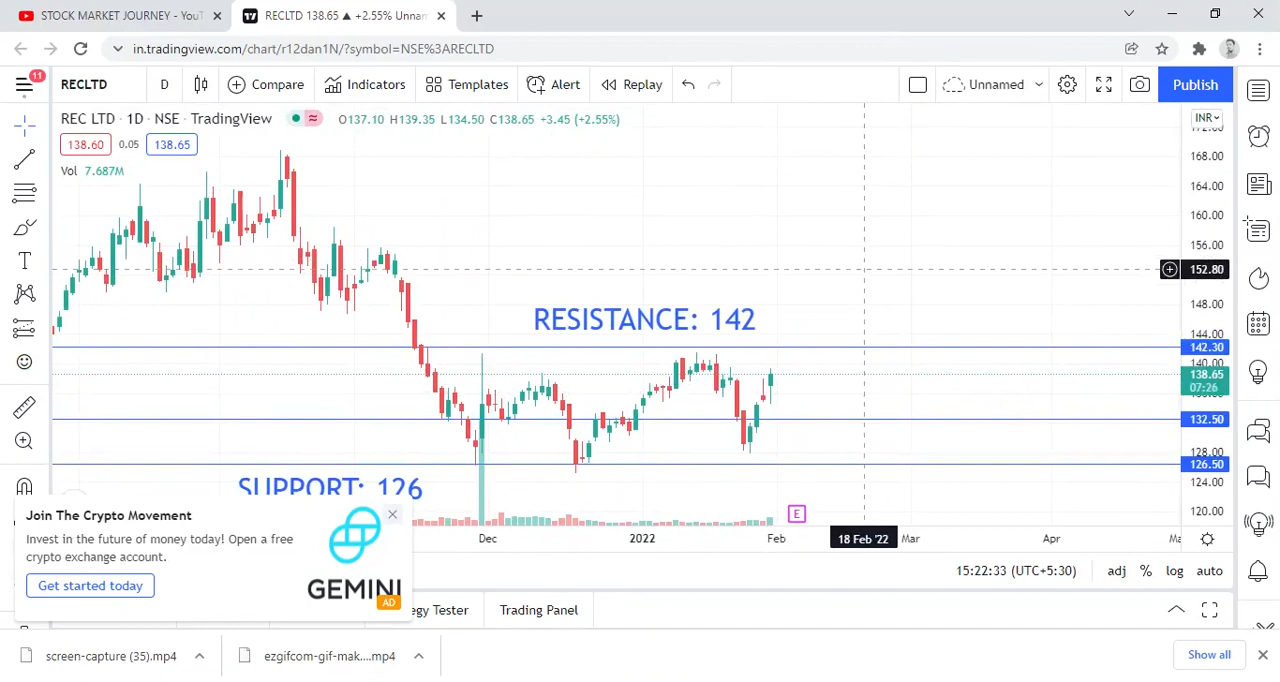 STOCK MARKET JOURNEY - YouT
RECLTD 138.65 ▲ +2.55% Unnam
in.tradingview.com/chart/r12dan1N/?symbol=NSE%3ARECLTD
11
RECLTD
D
Compare
Indicators
Templates
Alert
Replay
Unnamed
Publish
REC LTD · 1D · NSE · TradingView
O137.10 H139.35 L134.50 C138.65 +3.45 (+2.55%)
INR
138.60
0.05
138.65
Vol 7.687M
172.00
168.00
164.00
160.00
156.00
152.80
148.00
144.00
142.30
140.00
138.65
07:26
132.50
128.00
126.50
124.00
120.00
RESISTANCE: 142
SUPPORT: 126
E
Dec
2022
Feb
18 Feb '22
Mar
Apr
Ma
Join The Crypto Movement
Invest in the future of money today! Open a free
crypto exchange account.
Get started today
GEMINI
AD
15:22:33 (UTC+5:30)
adj
%
log
auto
egy Tester
Trading Panel
screen-capture (35).mp4
ezgifcom-gif-mak....mp4
Show all